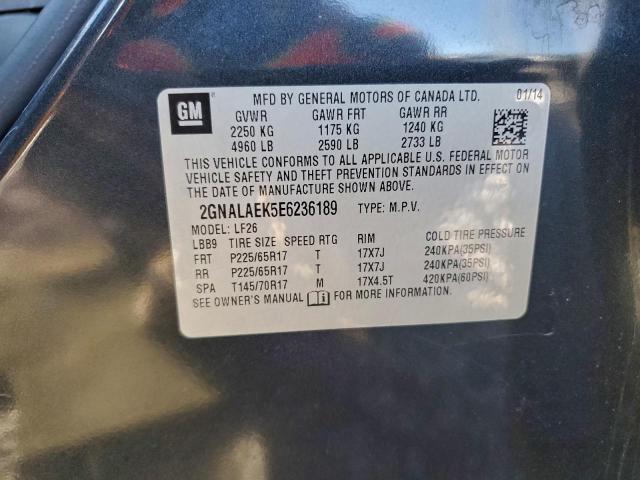 GM
MFD BY GENERAL MOTORS OF CANADA LTD. 01/14
GVWR GAWR FRT GAWR RR
2250 KG 1175 KG 1240 KG
4960 LB 2590 LB 2733 LB
THIS VEHICLE CONFORMS TO ALL APPLICABLE U.S. FEDERAL MOTOR
VEHICLE SAFETY AND THEFT PREVENTION STANDARDS IN EFFECT ON
THE DATE OF MANUFACTURE SHOWN ABOVE.
2GNALAEK5E6236189 TYPE: M.P.V.
MODEL: LF26
LBB9 TIRE SIZE SPEED RTG RIM COLD TIRE PRESSURE
FRT P225/65R17 T 17X7J 240KPA(35PSI)
RR P225/65R17 T 17X7J 240KPA(35PSI)
SPA T145/70R17 M 17X4.5T 420KPA(60PSI)
SEE OWNER'S MANUAL FOR MORE INFORMATION.